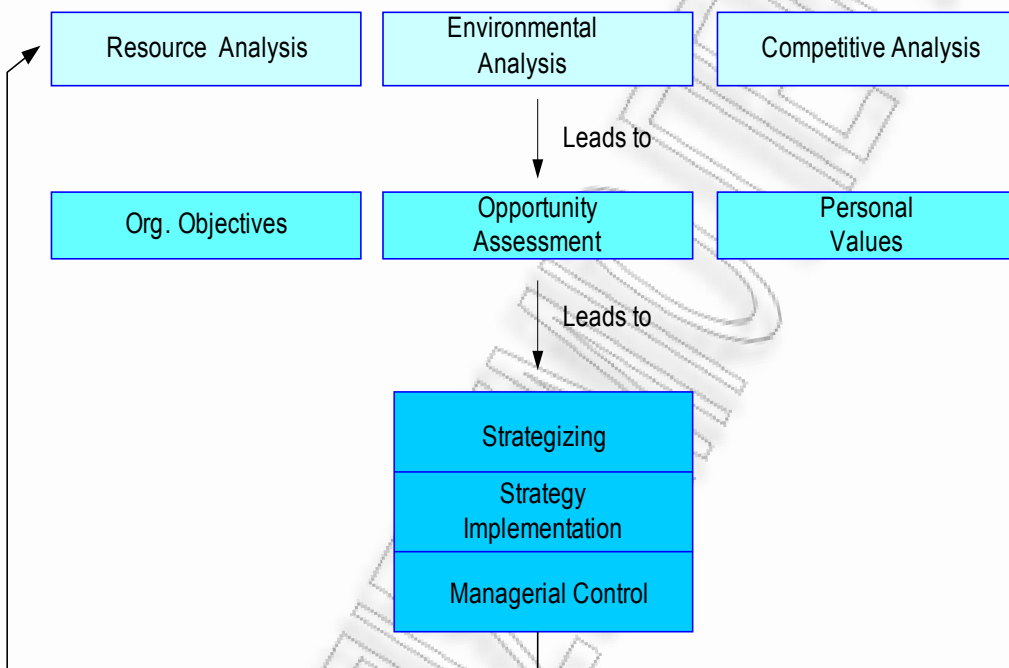 Resource Analysis
Environmental
Analysis
Competitive Analysis
Leads to
Org. Objectives
Opportunity
Assessment
Personal
Values
Leads to
Strategizing
Strategy
Implementation
Managerial Control